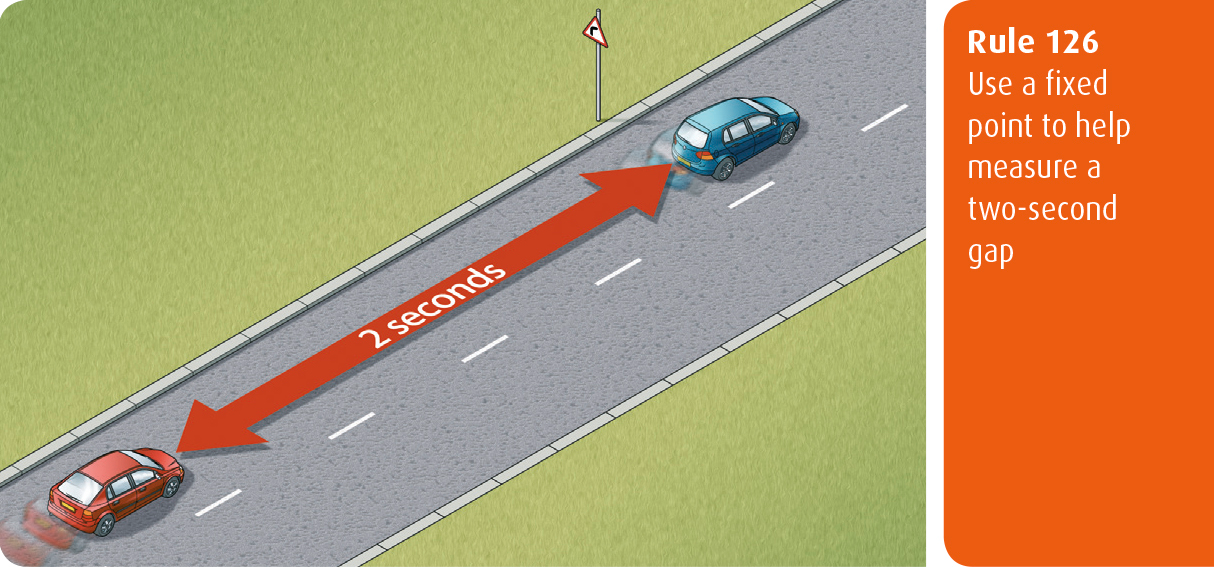 2 seconds
Rule 126
Use a fixed
point to help
measure a
two-second
gap